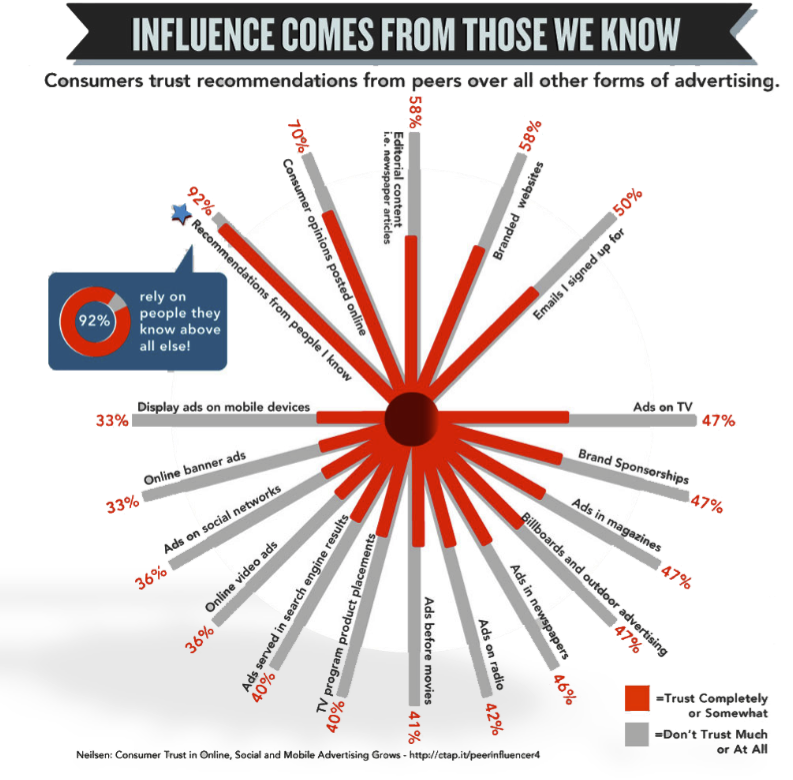 INFLUENCE COMES FROM THOSE WE KNOW
Consumers trust recommendations from peers over all other forms of advertising.
92%
Recommendations from people I know
70%
Consumer opinions posted online
58%
Editorial content
i.e. newspaper articles
58%
Branded websites
50%
Emails I signed up for
92%
rely on
people they
know above
all else!
Ads on TV
47%
Brand Sponsorships
47%
Ads in magazines
47%
Billboards and outdoor advertising
47%
Ads in newspapers
46%
Ads on radio
42%
Ads before movies
41%
TV program product placements
40%
Ads served in search engine results
40%
Online video ads
36%
Ads on social networks
36%
Online banner ads
33%
Display ads on mobile devices
33%
=Trust Completely
or Somewhat
=Don't Trust Much
or At All
Neilsen: Consumer Trust in Online, Social and Mobile Advertising Grows - http://ctap.it/peerinfluencer4